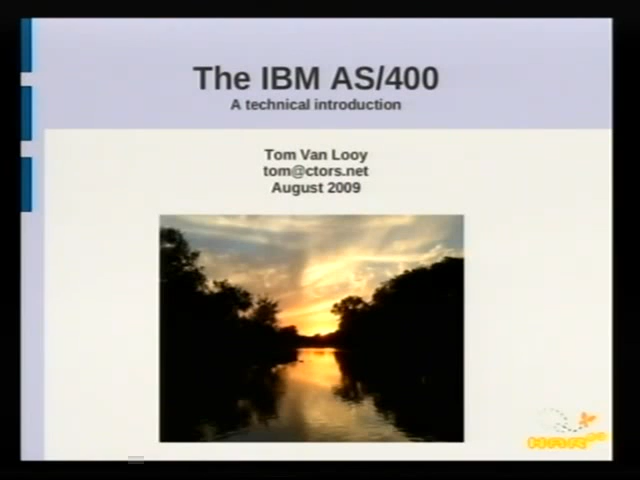 The IBM AS/400
A technical introduction
Tom Van Looy
tom@ctors.net
August 2009